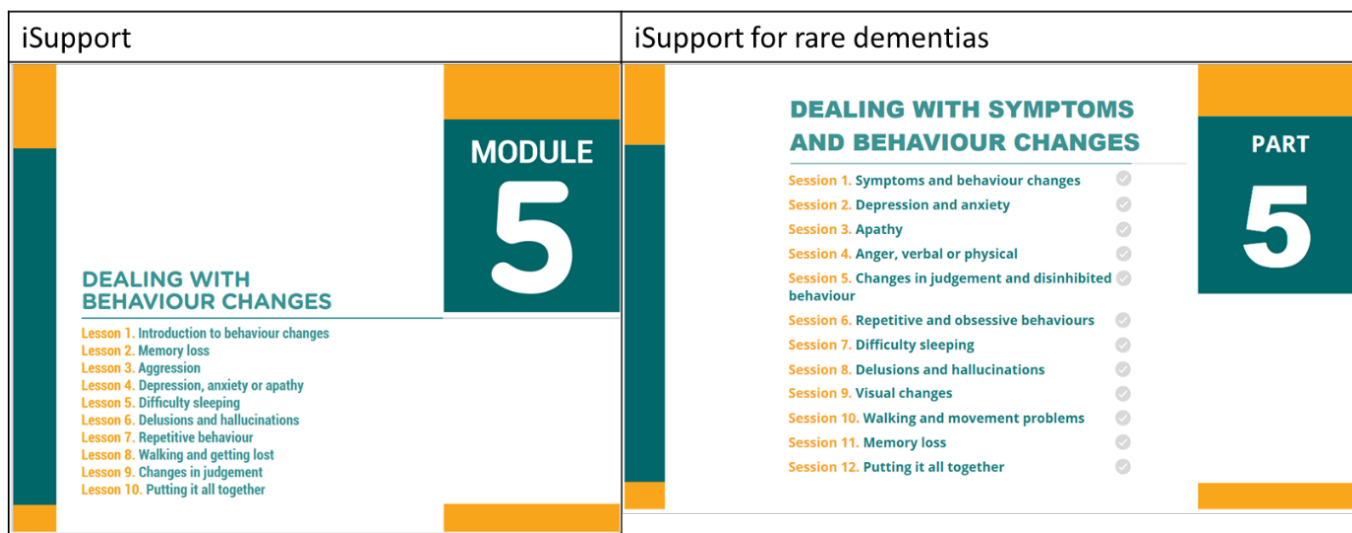 iSupport
MODULE
5
DEALING WITH
BEHAVIOUR CHANGES
Lesson 1. Introduction to behaviour changes
Lesson 2. Memory loss
Lesson 3. Aggression
Lesson 4. Depression, anxiety or apathy
Lesson 5. Difficulty sleeping
Lesson 6. Delusions and hallucinations
Lesson 7. Repetitive behaviour
Lesson 8. Walking and getting lost
Lesson 9. Changes in judgement
Lesson 10. Putting it all together
iSupport for rare dementias
DEALING WITH SYMPTOMS
AND BEHAVIOUR CHANGES
PART
5
Session 1. Symptoms and behaviour changes
Session 2. Depression and anxiety
Session 3. Apathy
Session 4. Anger, verbal or physical
Session 5. Changes in judgement and disinhibited
behaviour
Session 6. Repetitive and obsessive behaviours
Session 7. Difficulty sleeping
Session 8. Delusions and hallucinations
Session 9. Visual changes
Session 10. Walking and movement problems
Session 11. Memory loss
Session 12. Putting it all together